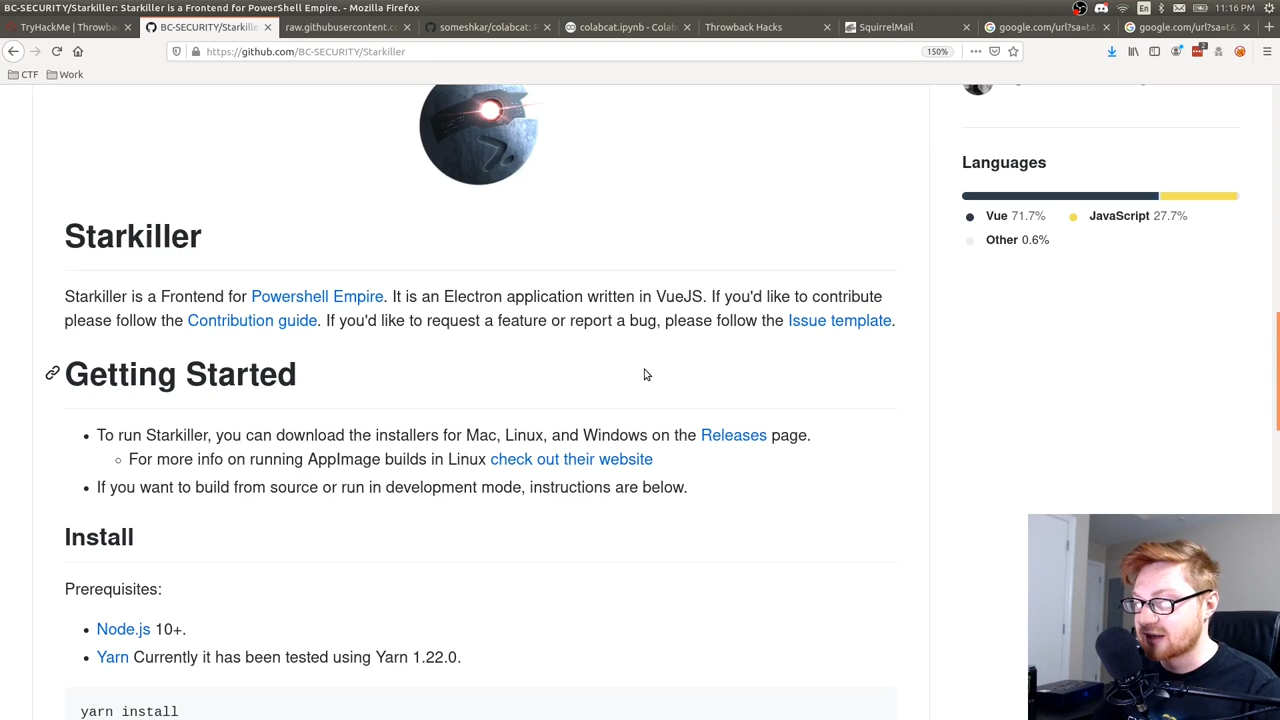 BC-SECURITY/Starkiller: Starkiller is a Frontend for PowerShell Empire. - Mozilla Firefox
En
11:16 PM
TryHackMe | Throwbac
BC-SECURITY/Starkille
raw.githubusercontent.co
someshkar/colabcat: R
colabcat.ipynb - Colab
Throwback Hacks
SquirrelMail
google.com/url?sa=t&
google.com/url?sa=t&
https://github.com/BC-SECURITY/Starkiller
150%
CTF
Work
Languages
Vue 71.7%
JavaScript 27.7%
Other 0.6%
Starkiller
Starkiller is a Frontend for Powershell Empire. It is an Electron application written in VueJS. If you'd like to contribute
please follow the Contribution guide. If you'd like to request a feature or report a bug, please follow the Issue template.
Getting Started
To run Starkiller, you can download the installers for Mac, Linux, and Windows on the Releases page.
For more info on running AppImage builds in Linux check out their website
If you want to build from source or run in development mode, instructions are below.
Install
Prerequisites:
Node.js 10+.
Yarn Currently it has been tested using Yarn 1.22.0.
yarn install